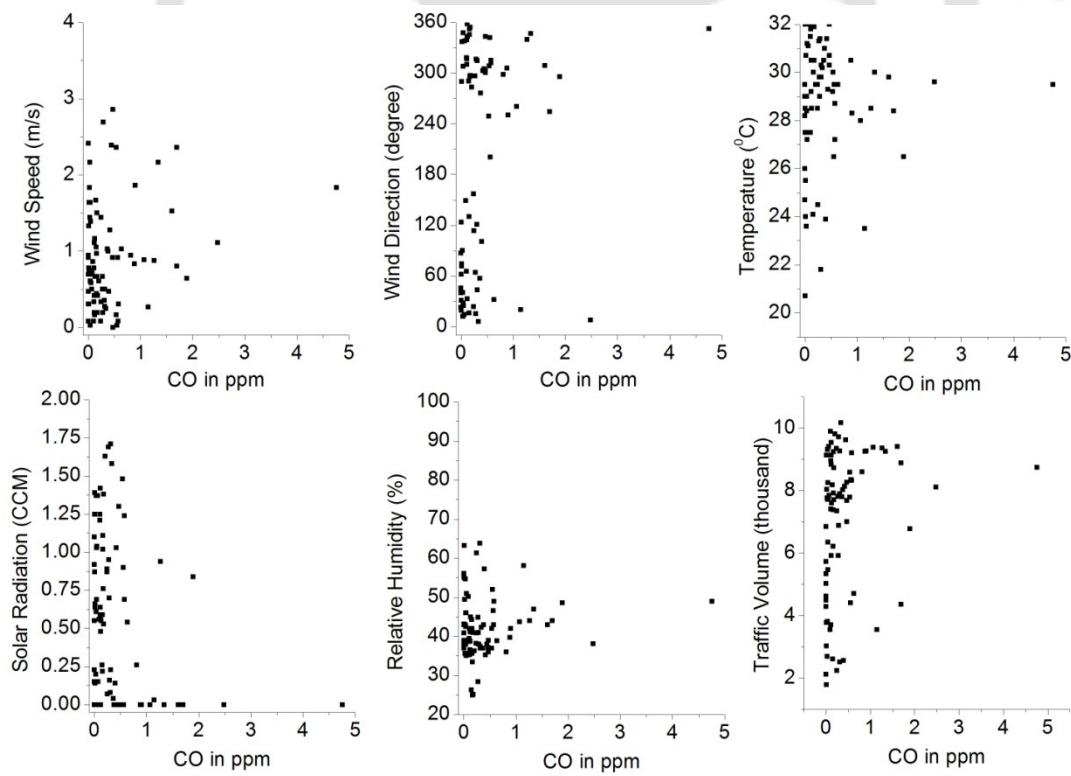 4
3
2
1
0
Wind Speed (m/s)
0 1 2 3 4 5
CO in ppm
360
300
240
180
120
60
0
Wind Direction (degree)
0 1 2 3 4 5
CO in ppm
32
30
28
26
24
22
20
Temperature (⁰C)
0 1 2 3 4 5
CO in ppm
2.00
1.75
1.50
1.25
1.00
0.75
0.50
0.25
0.00
Solar Radiation (CCM)
0 1 2 3 4 5
CO in ppm
100
90
80
70
60
50
40
30
20
Relative Humidity (%)
0 1 2 3 4 5
CO in ppm
10
8
6
4
2
Traffic Volume (thousand)
0 1 2 3 4 5
CO in ppm